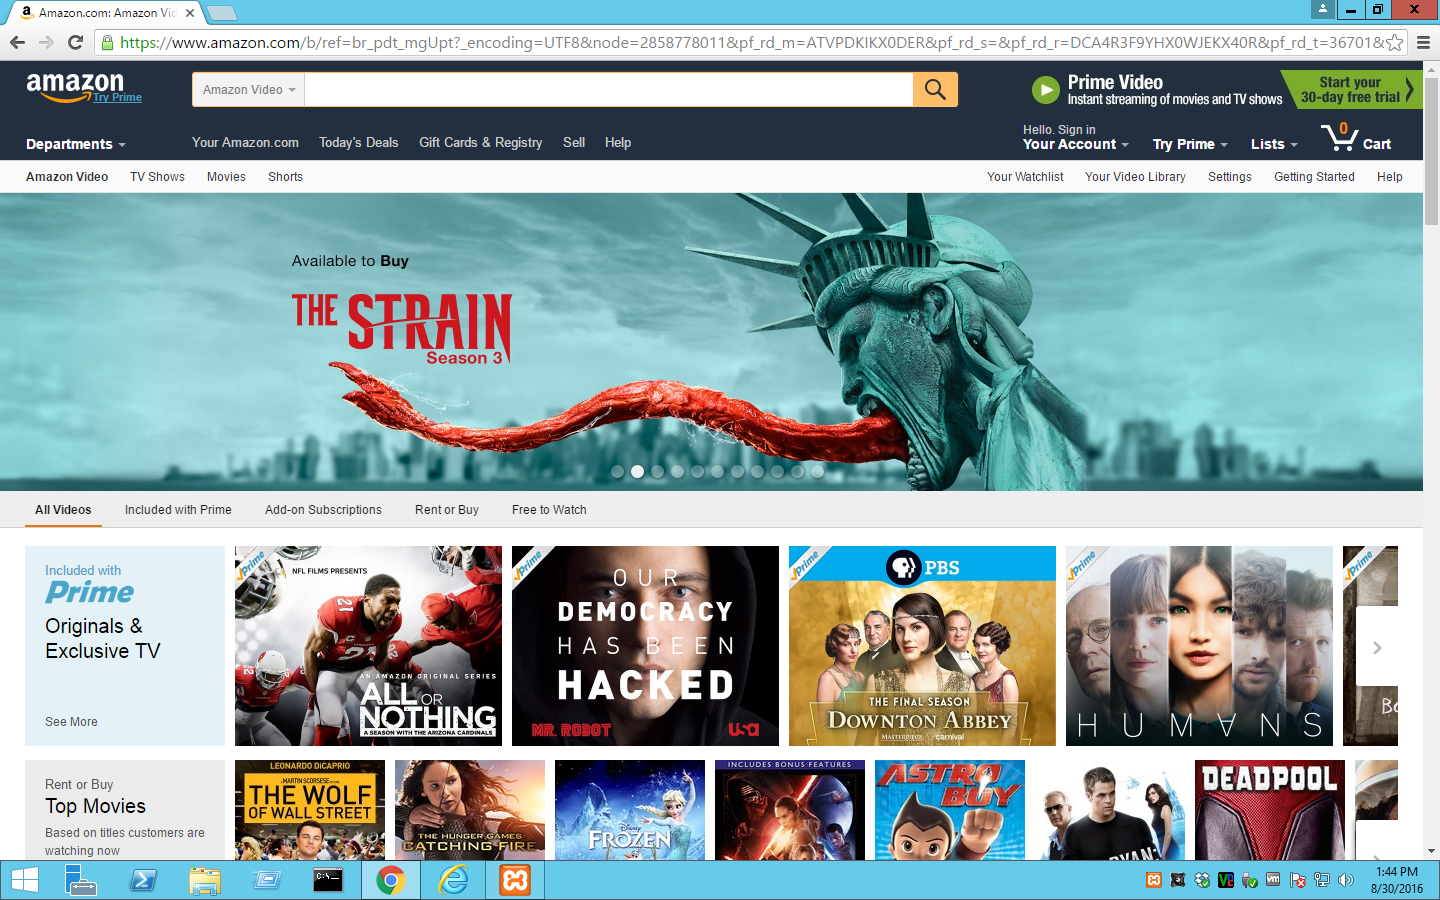 Amazon.com: Amazon Vid
https://www.amazon.com/b/ref=br_pdt_mgUpt?_encoding=UTF8&node=2858778011&pf_rd_m=ATVPDKIKX0DER&pf_rd_s=&pf_rd_r=DCA4R3F9YHX0WJEKX40R&pf_rd_t=36701&
amazon
Try Prime
Amazon Video
Prime Video
Instant streaming of movies and TV shows
Start your
30-day free trial
Departments
Your Amazon.com Today's Deals Gift Cards & Registry Sell Help
Hello. Sign in
Your Account
Try Prime
Lists
0
Cart
Amazon Video TV Shows Movies Shorts
Your Watchlist Your Video Library Settings Getting Started Help
Available to Buy
THE STRAIN
Season 3
All Videos Included with Prime Add-on Subscriptions Rent or Buy Free to Watch
Included with
Prime
Originals &
Exclusive TV
See More
Prime
NFL FILMS PRESENTS
21
21
AN AMAZON ORIGINAL SERIES
ALL OR
NOTHING
A SEASON WITH THE ARIZONA CARDINALS
Prime
OUR
DEMOCRACY
HAS BEEN
HACKED
MR. ROBOT
USA
Prime
PBS
THE FINAL SEASON
DOWNTON ABBEY
MASTERPIECE carnival
Prime
HUMANS
Prime
Bo
Rent or Buy
Top Movies
Based on titles customers are
watching now
LEONARDO DiCAPRIO
A MARTIN SCORSESE PICTURE
THE WOLF
OF WALL STREET
THE HUNGER GAMES
CATCHING FIRE
Disney
FROZEN
INCLUDES BONUS FEATURES
ASTRO
BOY
RYAN:
DEADPOOL
C:\_
1:44 PM
8/30/2016